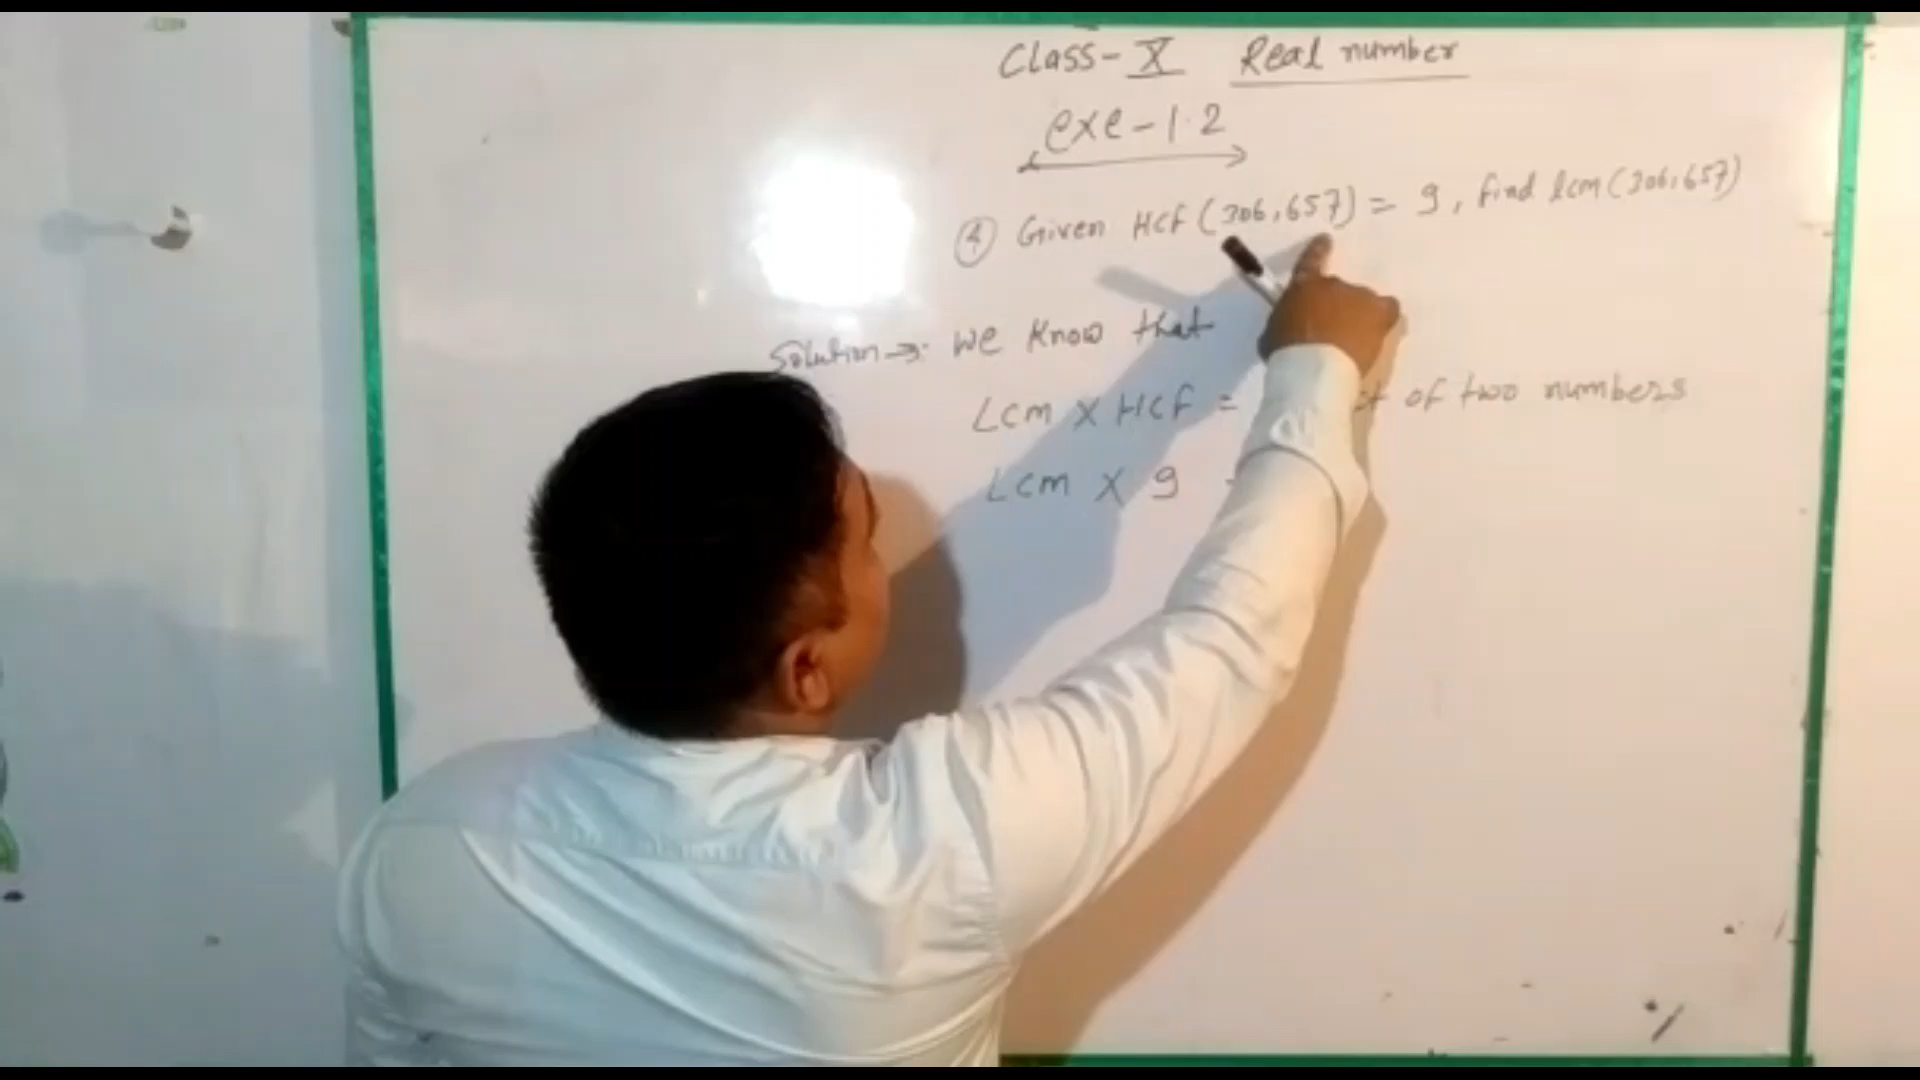 Class-X Real number
exe-1.2
④ Given HCF (306,657) = 9, find lcm (306,657)
Solution→: we know that
Lcm X HCF = of two numbers
Lcm X 9